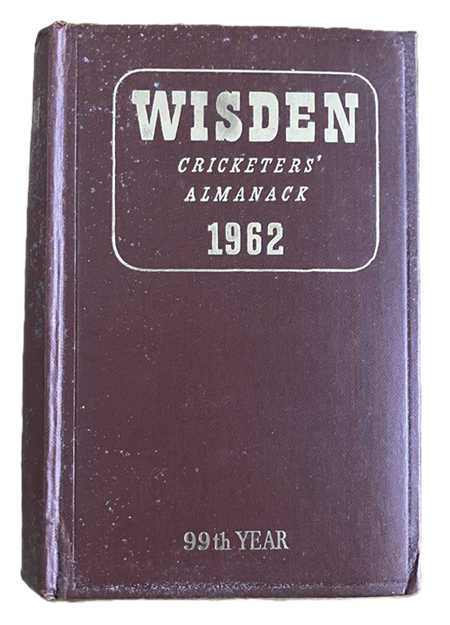 WISDEN
CRICKETERS'
ALMANACK
1962
99th YEAR